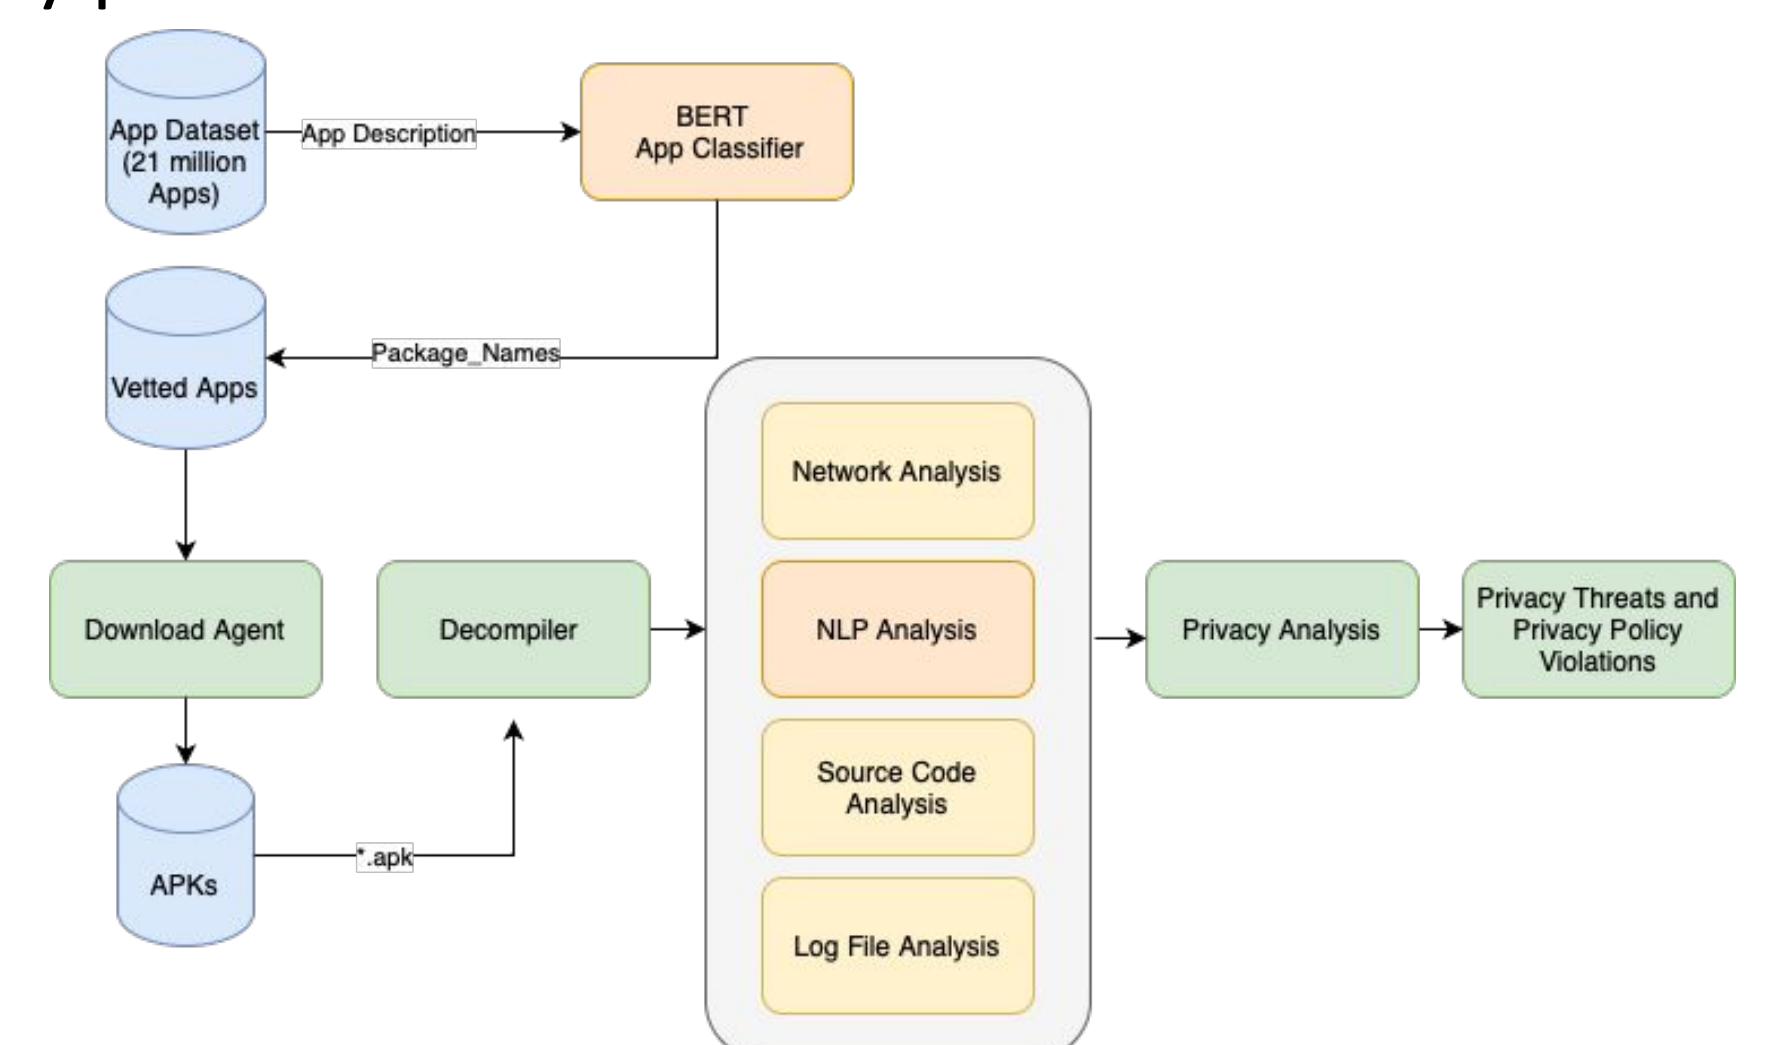 App Dataset
(21 million
Apps)
App Description
BERT
App Classifier
Package_Names
Vetted Apps
Network Analysis
Download Agent
Decompiler
NLP Analysis
Privacy Analysis
Privacy Threats and
Privacy Policy
Violations
Source Code
Analysis
*.apk
APKs
Log File Analysis